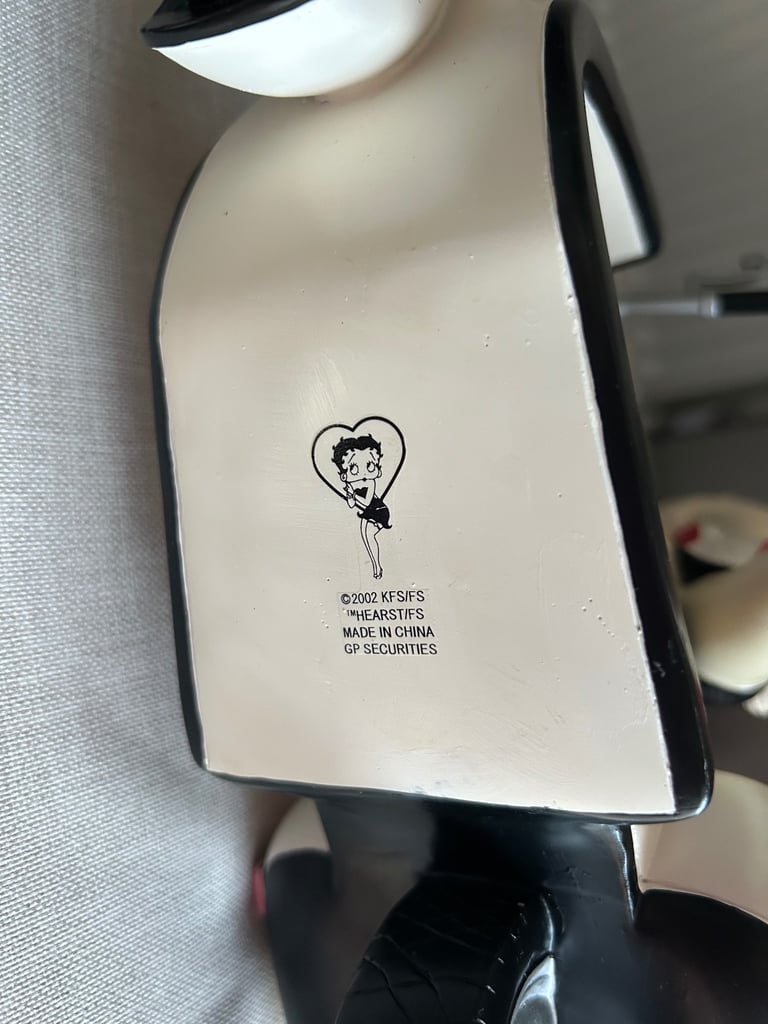 ©2002 KFS/FS
™HEARST/FS
MADE IN CHINA
GP SECURITIES